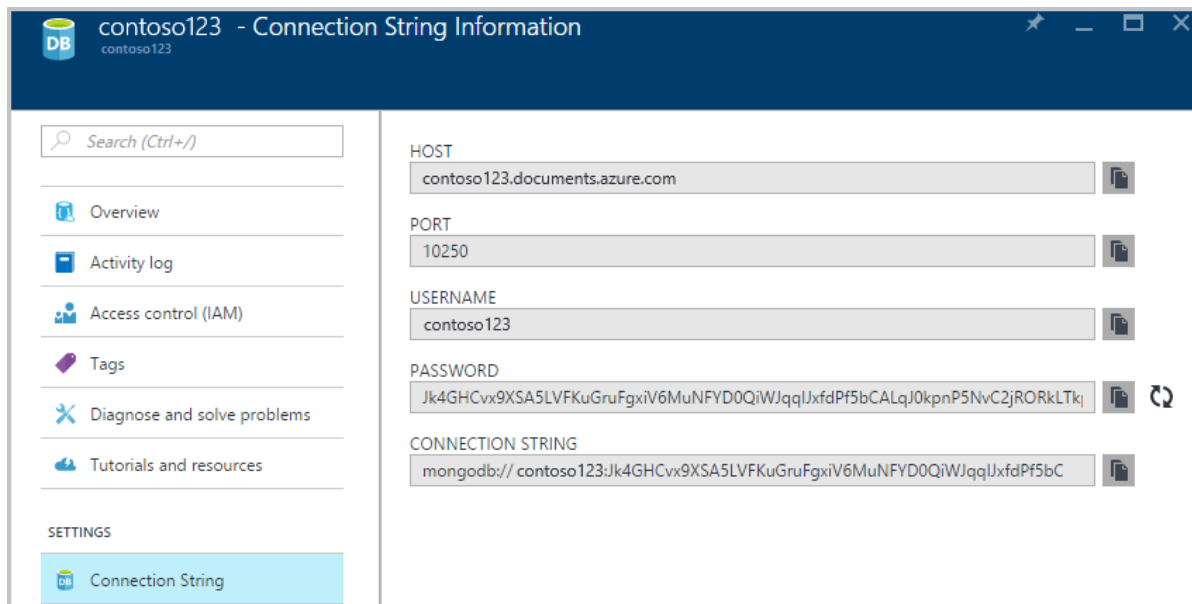 contoso123 - Connection String Information
contoso123
Search (Ctrl+/)
Overview
Activity log
Access control (IAM)
Tags
Diagnose and solve problems
Tutorials and resources
SETTINGS
Connection String
HOST
contoso123.documents.azure.com
PORT
10250
USERNAME
contoso123
PASSWORD
Jk4GHCvx9XSA5LVFKuGruFgxiV6MuNFYD0QiWJqqIJxfdPf5bCALqJ0kpnP5NvC2jRORkLTk
CONNECTION STRING
mongodb:// contoso123:Jk4GHCvx9XSA5LVFKuGruFgxiV6MuNFYD0QiWJqqIJxfdPf5bC
DB